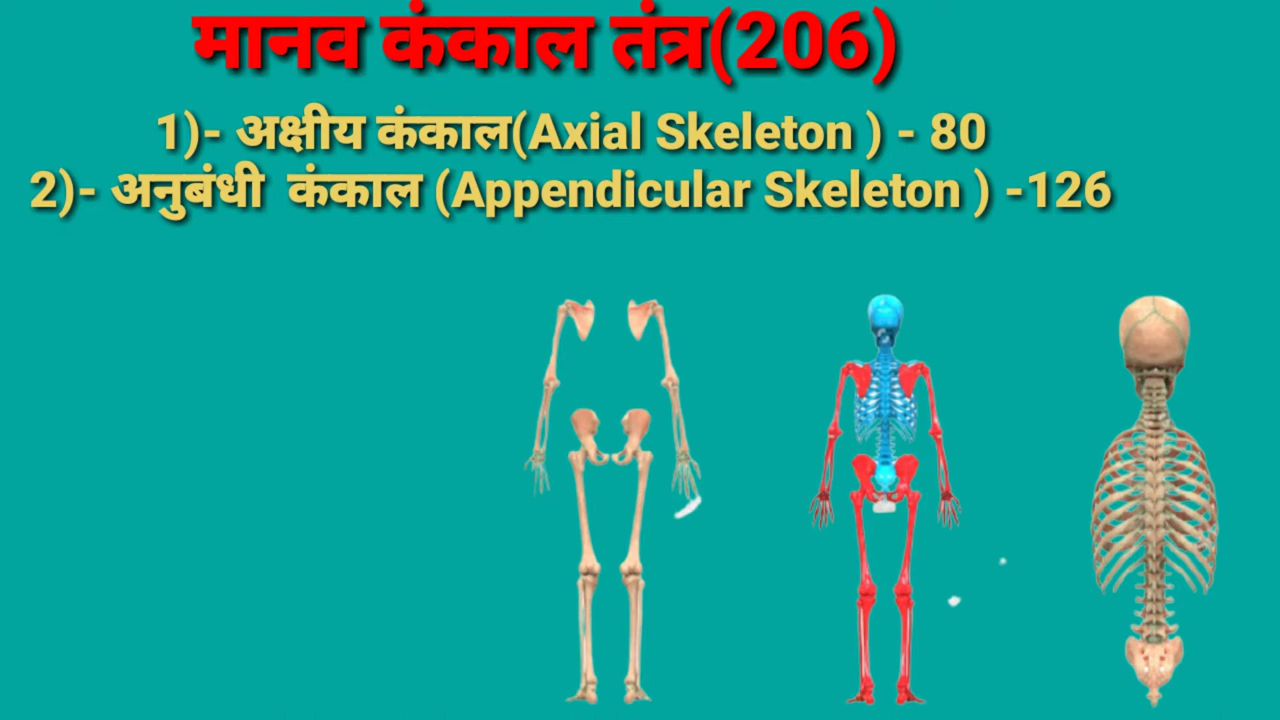 मानव कंकाल तंत्र(206)
1)- अक्षीय कंकाल(Axial Skeleton ) - 80
2)- अनुबंधी  कंकाल (Appendicular Skeleton ) -126